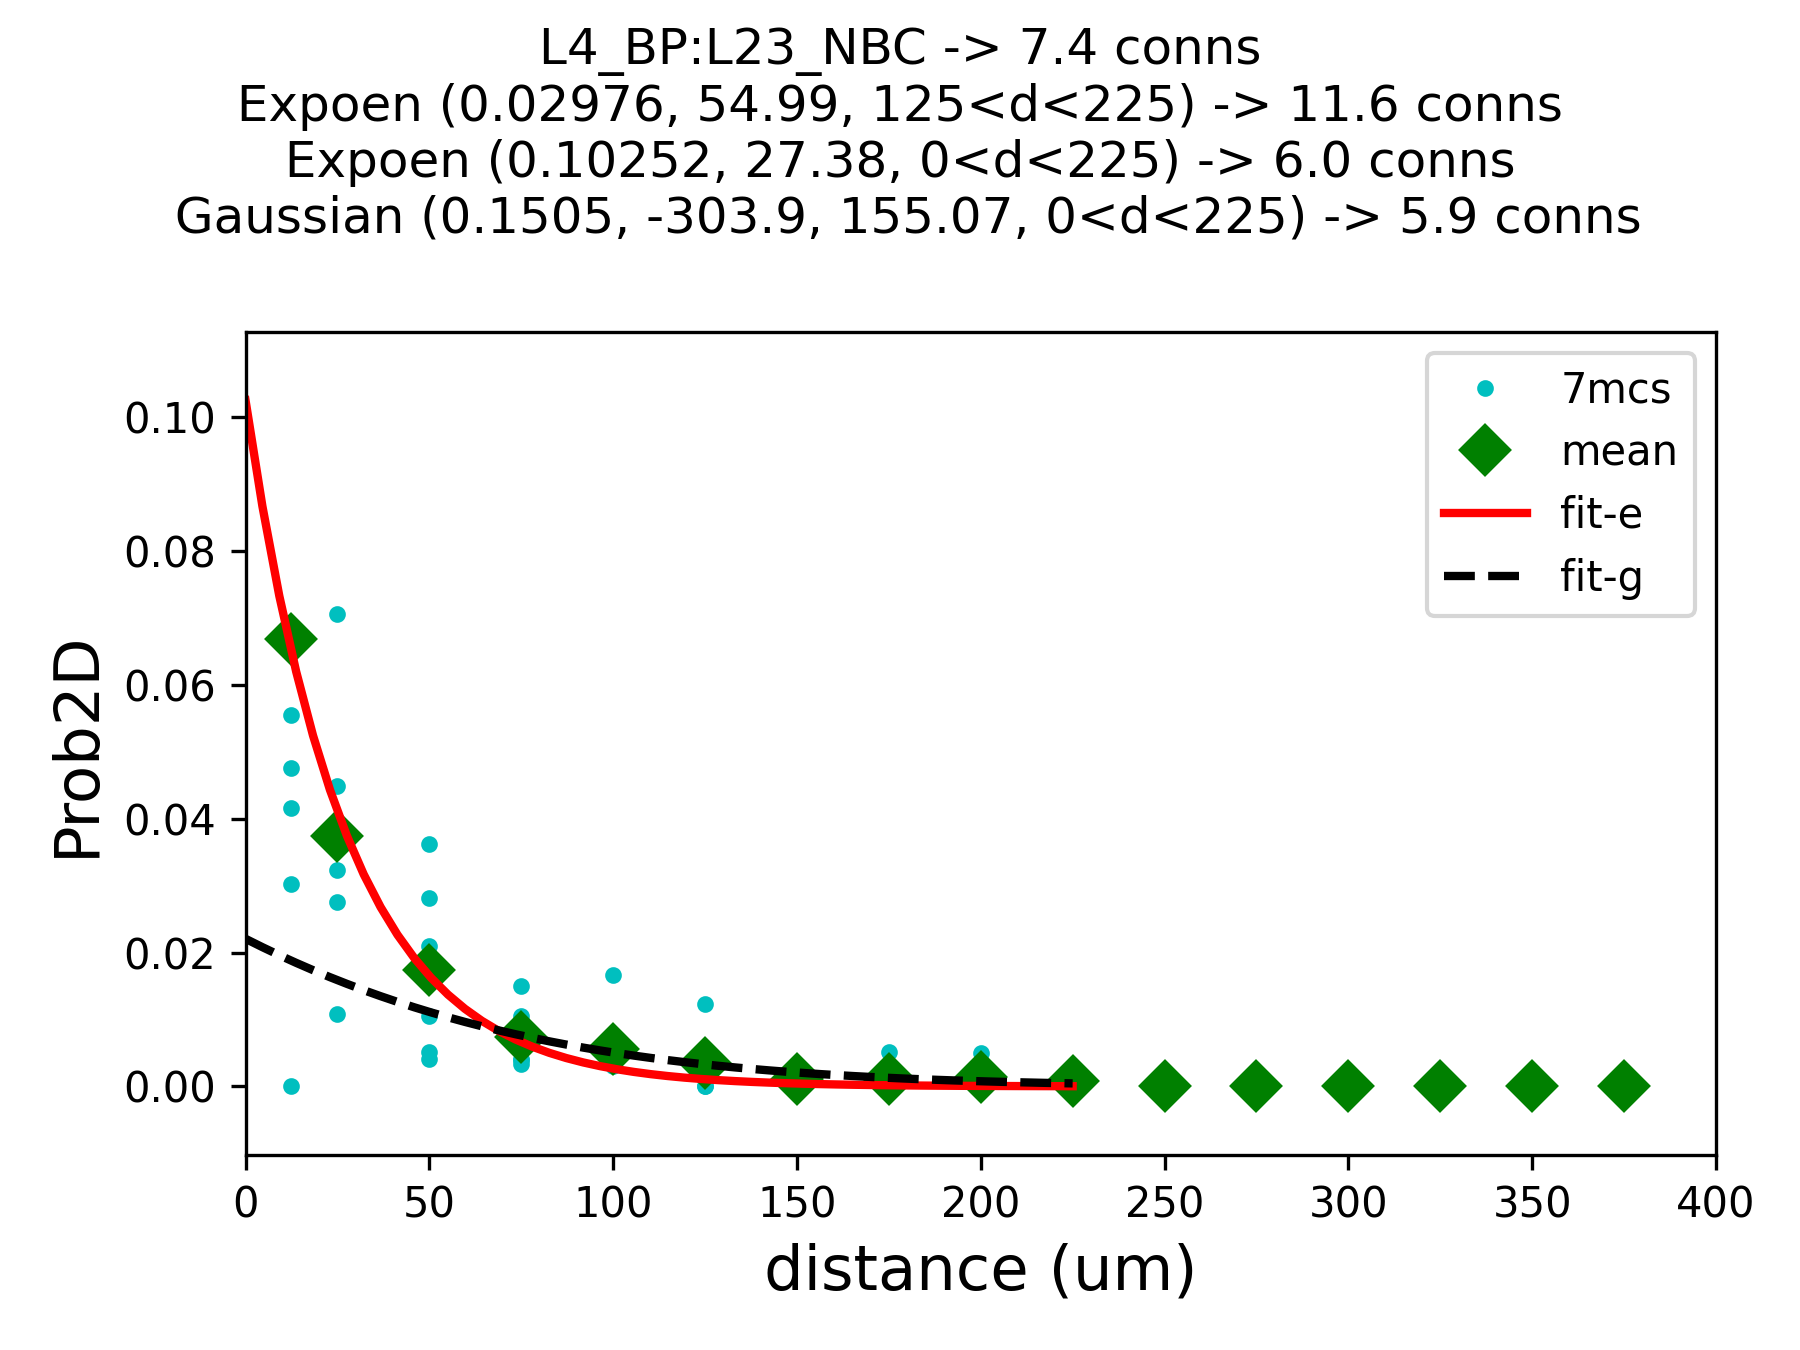 L4_BP:L23_NBC -> 7.4 conns
Expoen (0.02976, 54.99, 125<d<225) -> 11.6 conns
Expoen (0.10252, 27.38, 0<d<225) -> 6.0 conns
Gaussian (0.1505, -303.9, 155.07, 0<d<225) -> 5.9 conns
7mcs
mean
fit-e
fit-g
Prob2D
0.10
0.08
0.06
0.04
0.02
0.00
0 50 100 150 200 250 300 350 400
distance (um)